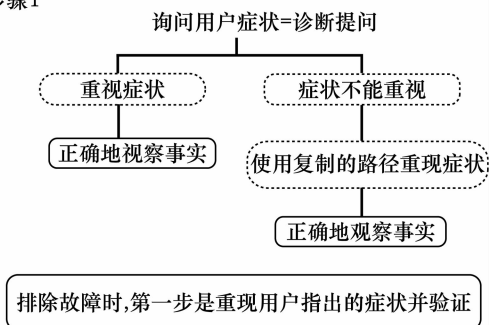 步骤1
询问用户症状=诊断提问
重视症状
症状不能重视
正确地视察事实
使用复制的路径重现症状
正确地观察事实
排除故障时,第一步是重现用户指出的症状并验证